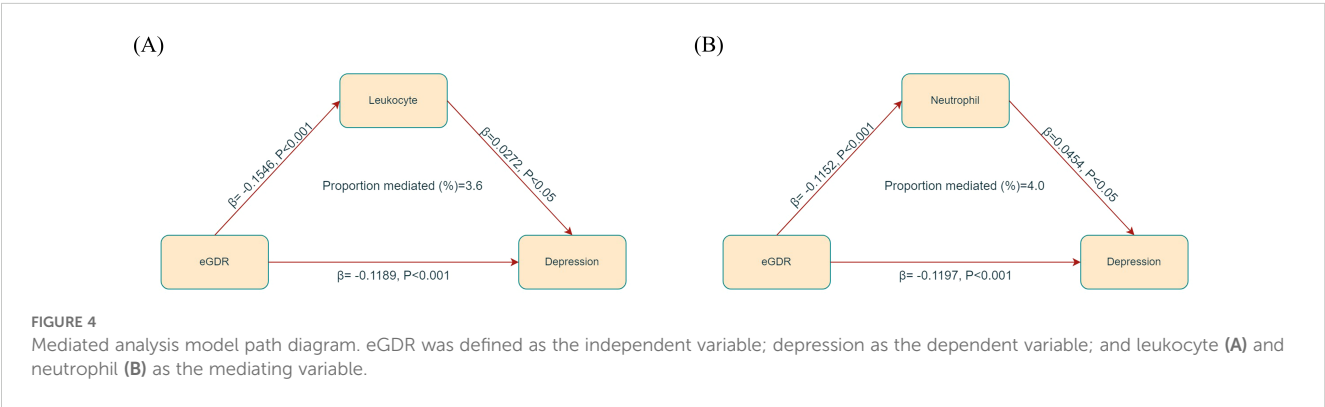 (A)
Leukocyte
β= -0.1546, P<0.001
β=0.0272, P<0.05
Proportion mediated (%)=3.6
eGDR
Depression
β= -0.1189, P<0.001
(B)
Neutrophil
β= -0.1152, P<0.001
β=0.0454, P<0.05
Proportion mediated (%)=4.0
eGDR
Depression
β= -0.1197, P<0.001
FIGURE 4
Mediated analysis model path diagram. eGDR was defined as the independent variable; depression as the dependent variable; and leukocyte (A) and
neutrophil (B) as the mediating variable.